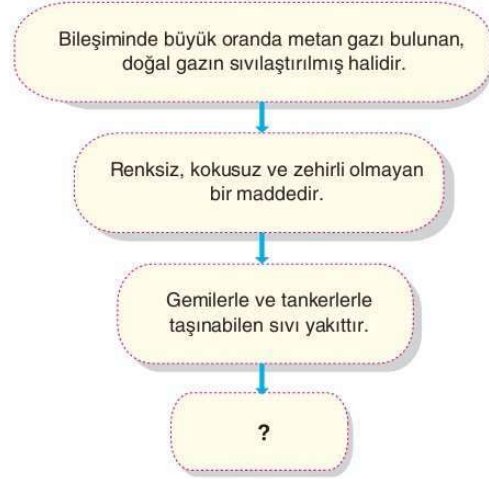 Bileşiminde büyük oranda metan gazı bulunan,
doğal gazın sıvılaştırılmış halidir.
Renksiz, kokusuz ve zehirli olmayan
bir maddedir.
Gemilerle ve tankerlerle
taşınabilen sıvı yakıttır.
?